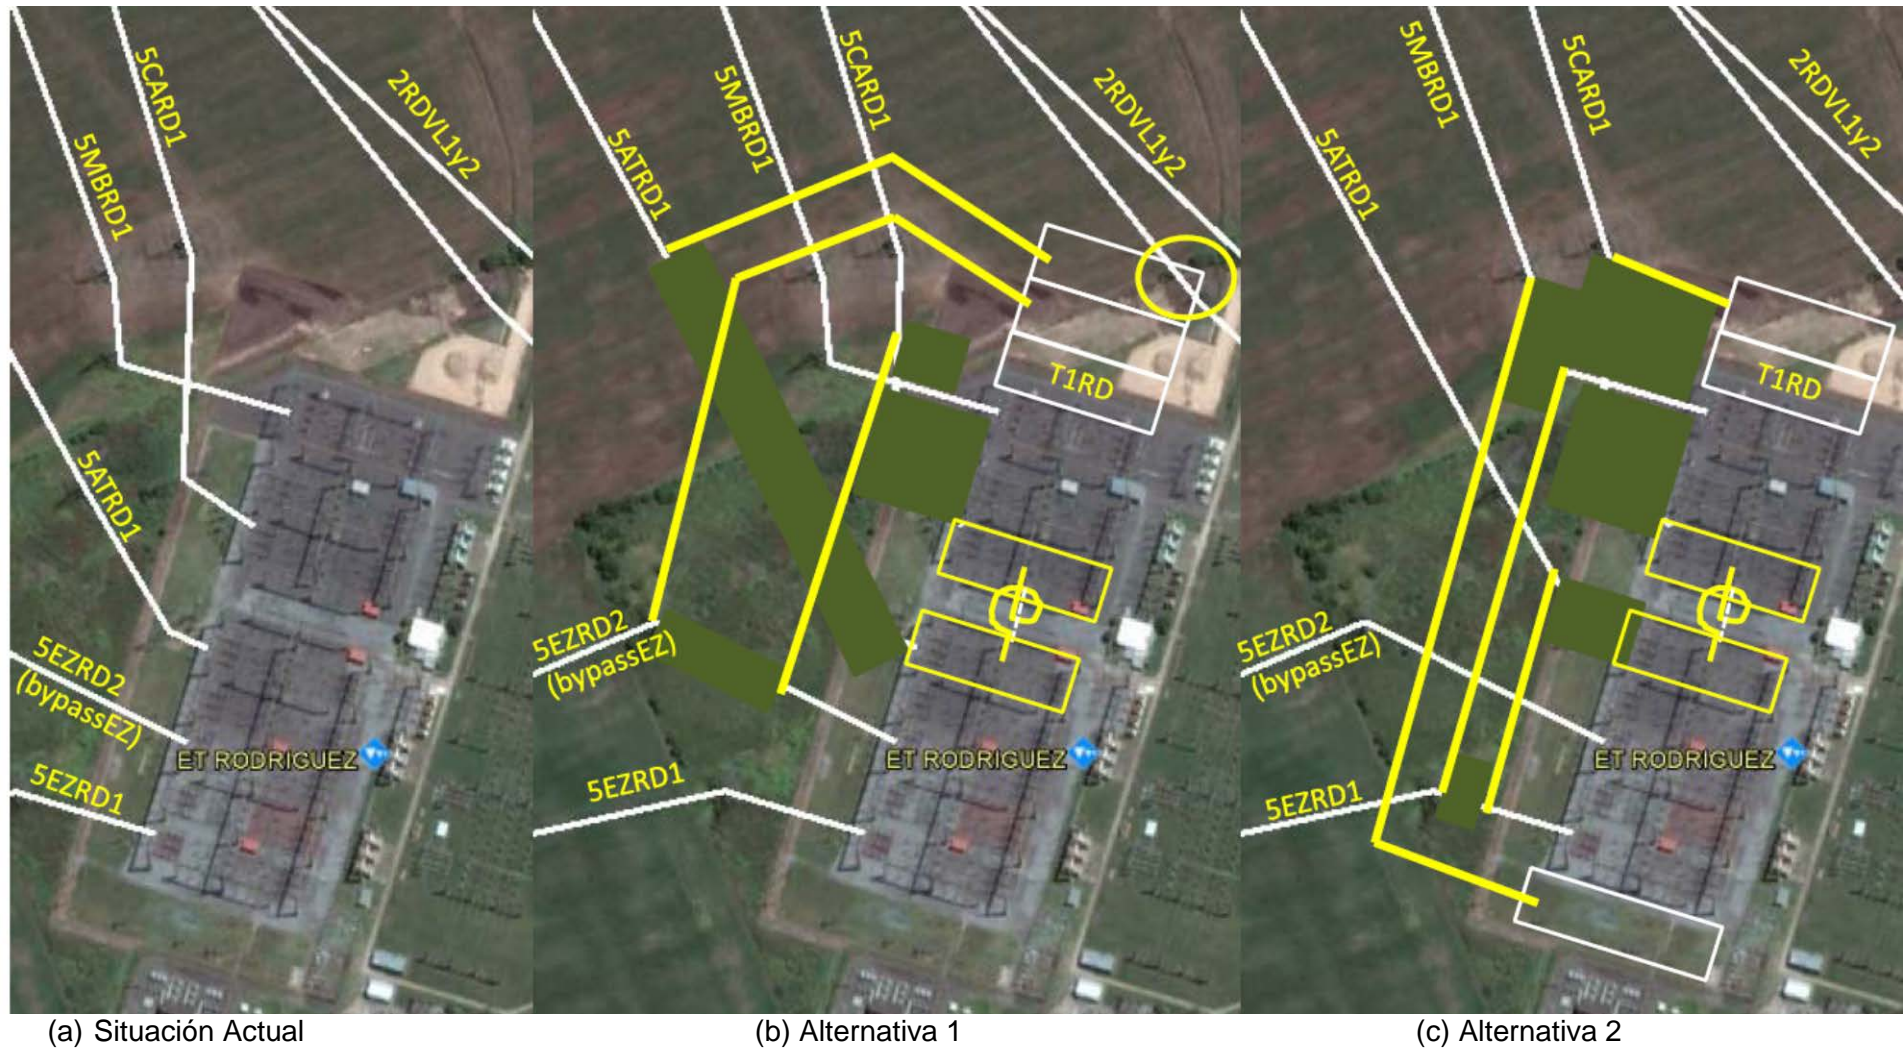 5CARD1
5MBRD1
2RDVL1y2
5ATRD1
5EZRD2
(bypassEZ)
5EZRD1
ET RODRIGUEZ
(a) Situación Actual
5CARD1
5MBRD1
2RDVL1y2
5ATRD1
T1RD
5EZRD2
(bypassEZ)
5EZRD1
ET RODRIGUEZ
(b) Alternativa 1
5MBRD1
5CARD1
2RDVL1y2
5ATRD1
T1RD
5EZRD2
(bypassEZ)
5EZRD1
ET RODRIGUEZ
(c) Alternativa 2